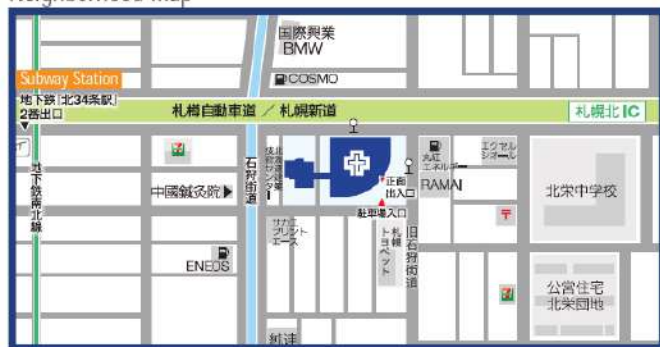 Neighborhood Map
国際興業
BMW
COSMO
Subway Station
地下鉄「北34条駅」
2番出口
札樽自動車道 ／ 札幌新道
札幌北IC
地下鉄南北線
中國鍼灸院
石狩街道
正面
出入口
駐車場入口
丸紅
エネルギー
RAMAI
エクセル
シオール
北栄中学校
サカエ
プリント
エース
札幌
トヨペット
旧石狩街道
ENEOS
公営住宅
北栄団地
純連